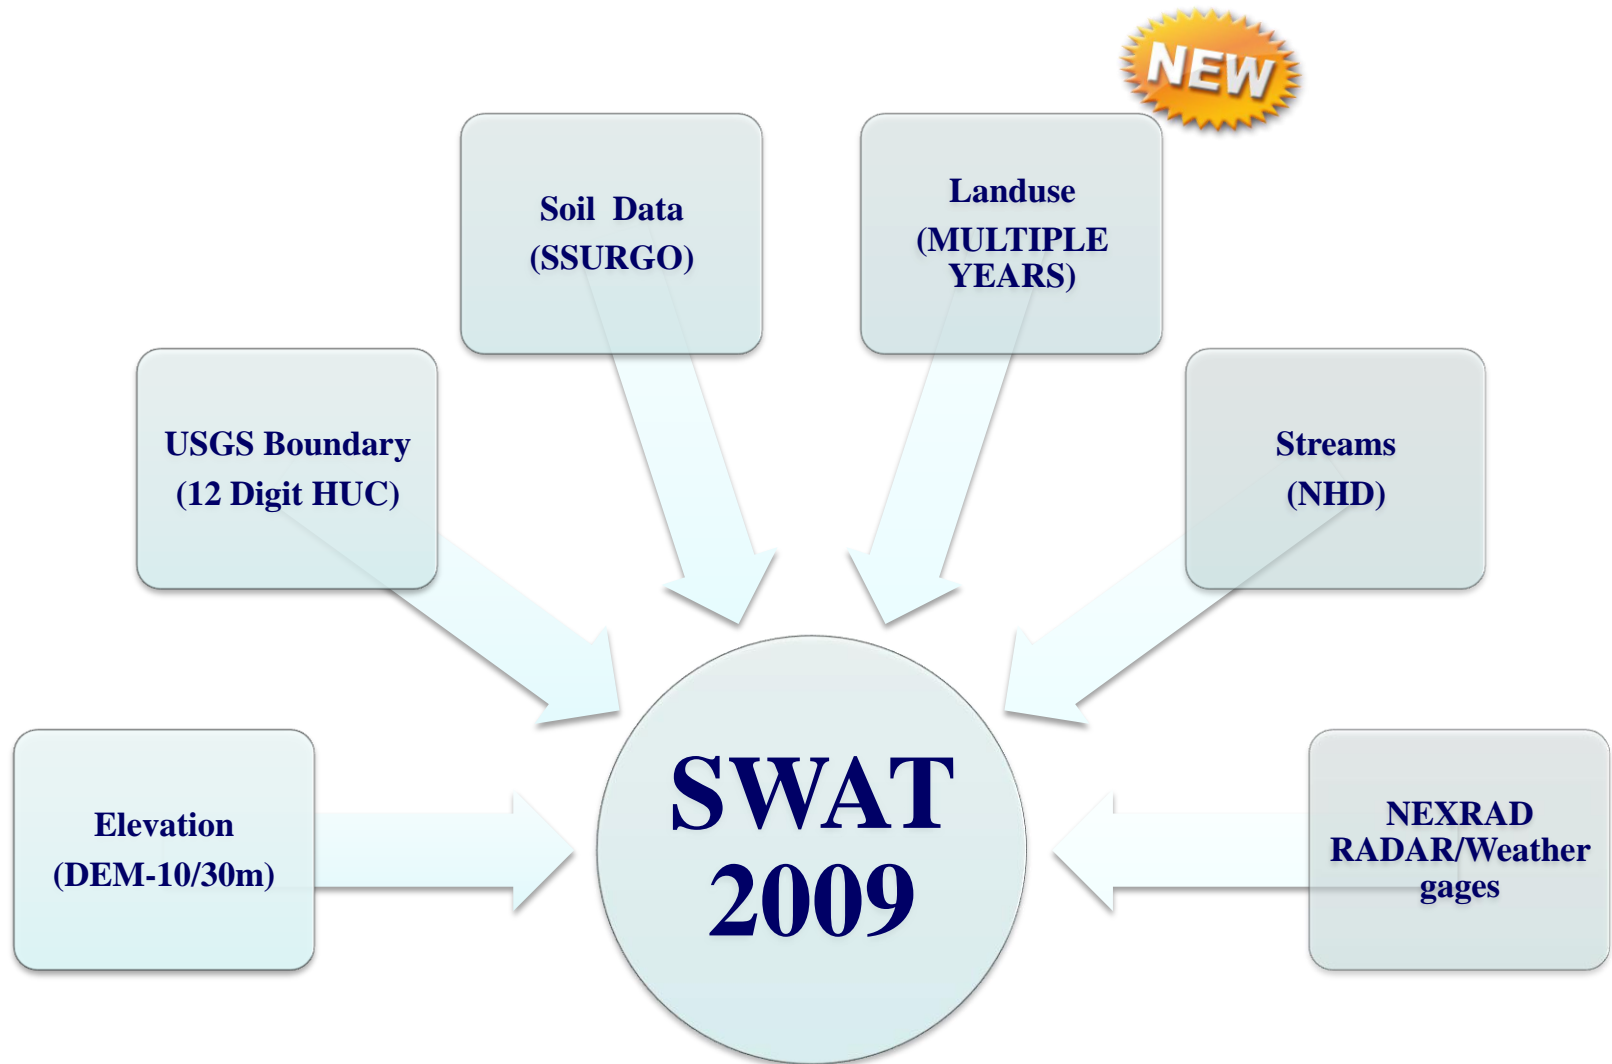 NEW
Soil Data
(SSURGO)
Landuse
(MULTIPLE
YEARS)
USGS Boundary
(12 Digit HUC)
Streams
(NHD)
Elevation
(DEM-10/30m)
SWAT
2009
NEXRAD
RADAR/Weather
gages